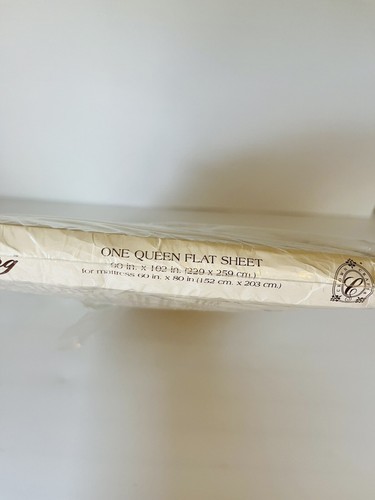 ONE QUEEN FLAT SHEET
90 in. x 102 in. (229 x 259 cm.)
for mattress 60 in. x 80 in (152 cm. x 203 cm.)